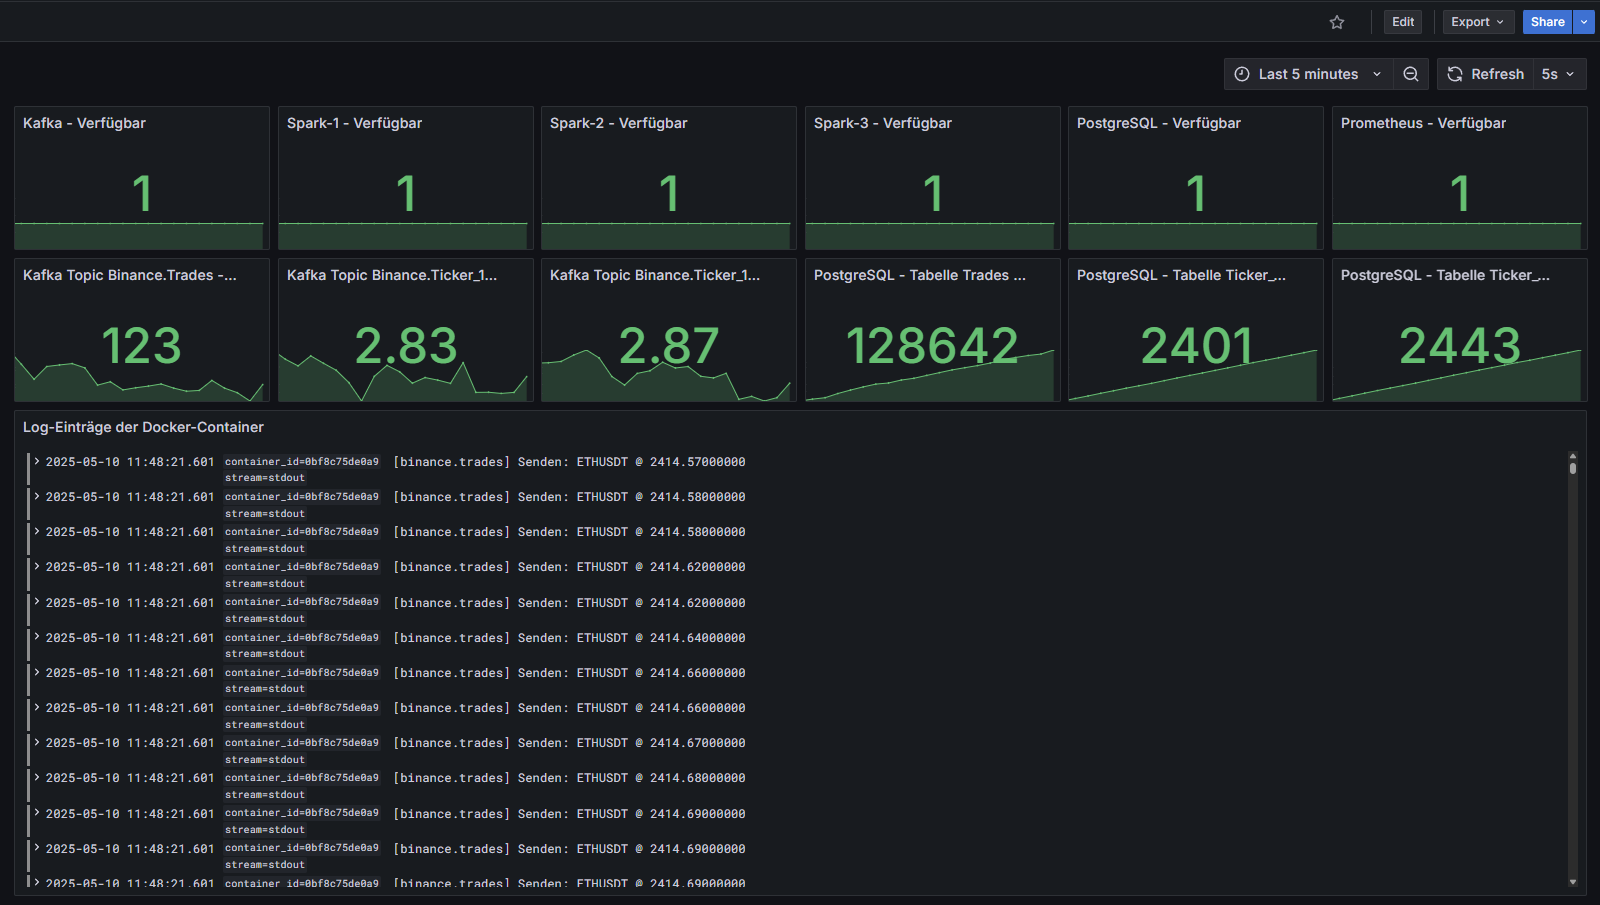 Edit Export Share
Last 5 minutes Refresh 5s
Kafka - Verfügbar
1
Spark-1 - Verfügbar
1
Spark-2 - Verfügbar
1
Spark-3 - Verfügbar
1
PostgreSQL - Verfügbar
1
Prometheus - Verfügbar
1
Kafka Topic Binance.Trades -...
123
Kafka Topic Binance.Ticker_1...
2.83
Kafka Topic Binance.Ticker_1...
2.87
PostgreSQL - Tabelle Trades ...
128642
PostgreSQL - Tabelle Ticker_...
2401
PostgreSQL - Tabelle Ticker_...
2443
Log-Einträge der Docker-Container
2025-05-10 11:48:21.601 container_id=0bf8c75de0a9 [binance.trades] Senden: ETHUSDT @ 2414.57000000
stream=stdout
2025-05-10 11:48:21.601 container_id=0bf8c75de0a9 [binance.trades] Senden: ETHUSDT @ 2414.58000000
stream=stdout
2025-05-10 11:48:21.601 container_id=0bf8c75de0a9 [binance.trades] Senden: ETHUSDT @ 2414.58000000
stream=stdout
2025-05-10 11:48:21.601 container_id=0bf8c75de0a9 [binance.trades] Senden: ETHUSDT @ 2414.62000000
stream=stdout
2025-05-10 11:48:21.601 container_id=0bf8c75de0a9 [binance.trades] Senden: ETHUSDT @ 2414.62000000
stream=stdout
2025-05-10 11:48:21.601 container_id=0bf8c75de0a9 [binance.trades] Senden: ETHUSDT @ 2414.64000000
stream=stdout
2025-05-10 11:48:21.601 container_id=0bf8c75de0a9 [binance.trades] Senden: ETHUSDT @ 2414.66000000
stream=stdout
2025-05-10 11:48:21.601 container_id=0bf8c75de0a9 [binance.trades] Senden: ETHUSDT @ 2414.66000000
stream=stdout
2025-05-10 11:48:21.601 container_id=0bf8c75de0a9 [binance.trades] Senden: ETHUSDT @ 2414.67000000
stream=stdout
2025-05-10 11:48:21.601 container_id=0bf8c75de0a9 [binance.trades] Senden: ETHUSDT @ 2414.68000000
stream=stdout
2025-05-10 11:48:21.601 container_id=0bf8c75de0a9 [binance.trades] Senden: ETHUSDT @ 2414.69000000
stream=stdout
2025-05-10 11:48:21.601 container_id=0bf8c75de0a9 [binance.trades] Senden: ETHUSDT @ 2414.69000000
stream=stdout
2025-05-10 11:48:21.601 container_id=0bf8c75de0a9 [binance.trades] Senden: ETHUSDT @ 2414.69000000